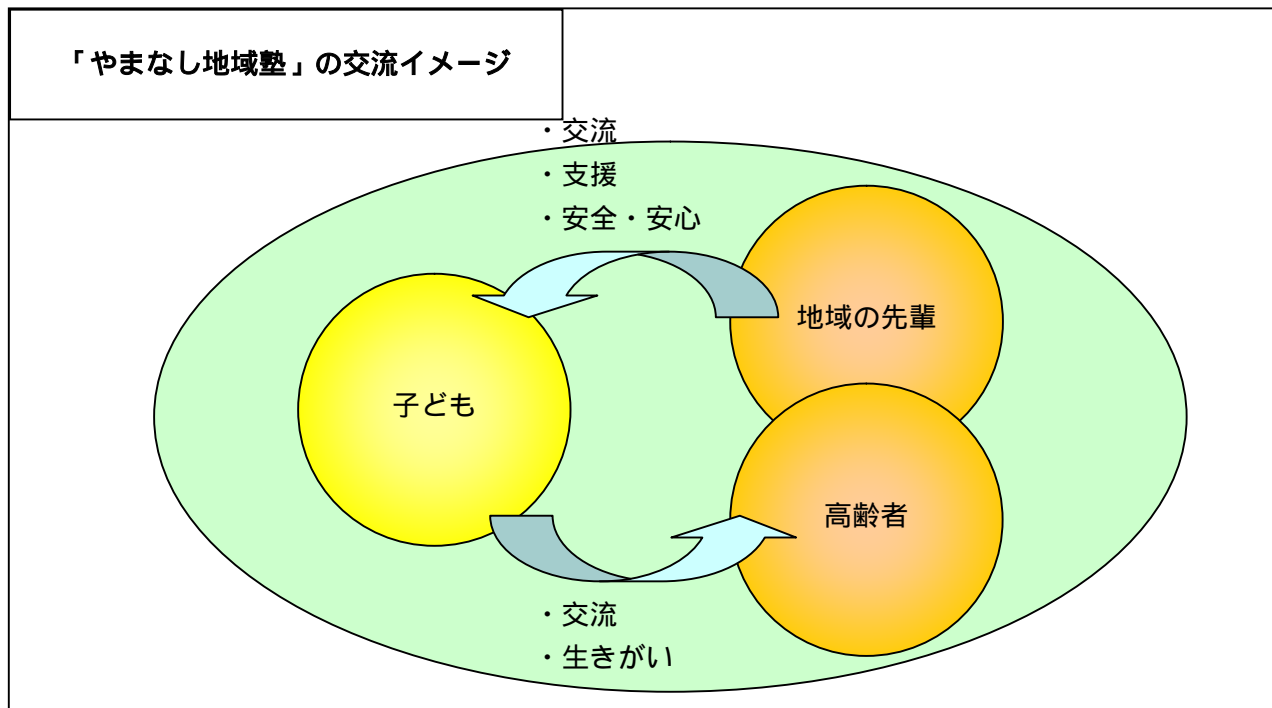 「やまなし地域塾」の交流イメージ
・交流
・支援
・安全・安心
地域の先輩
子ども
高齢者
・交流
・生きがい